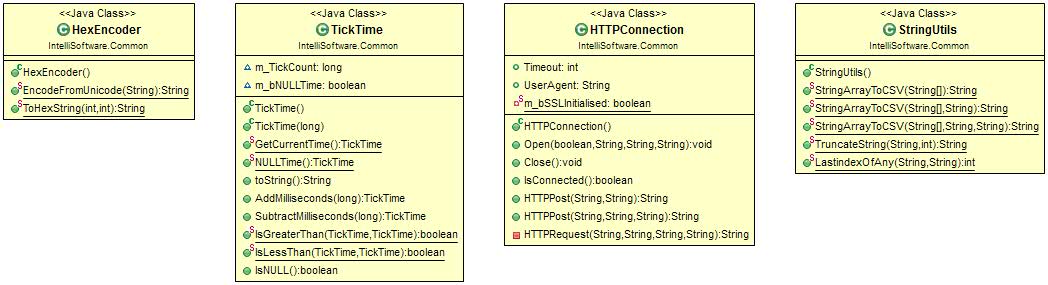 <<Java Class>>
HexEncoder
IntelliSoftware.Common
HexEncoder()
EncodeFromUnicode(String):String
ToHexString(int,int):String
<<Java Class>>
TickTime
IntelliSoftware.Common
m_TickCount: long
m_bNULLTime: boolean
TickTime()
TickTime(long)
GetCurrentTime():TickTime
NULLTime():TickTime
toString():String
AddMilliseconds(long):TickTime
SubtractMilliseconds(long):TickTime
IsGreaterThan(TickTime,TickTime):boolean
IsLessThan(TickTime,TickTime):boolean
IsNULL():boolean
<<Java Class>>
HTTPConnection
IntelliSoftware.Common
Timeout: int
UserAgent: String
m_bSSLInitialised: boolean
HTTPConnection()
Open(boolean,String,String,String):void
Close():void
IsConnected():boolean
HTTPPost(String,String):String
HTTPPost(String,String,String):String
HTTPRequest(String,String,String,String):String
<<Java Class>>
StringUtils
IntelliSoftware.Common
StringUtils()
StringArrayToCSV(String[]):String
StringArrayToCSV(String[],String):String
StringArrayToCSV(String[],String,String):String
TruncateString(String,int):String
LastindexOfAny(String,String):int